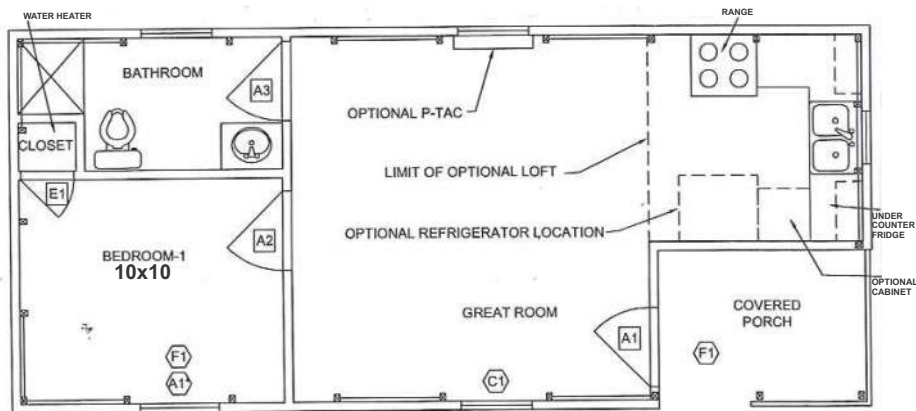 WATER HEATER
RANGE
BATHROOM
A3
OPTIONAL P-TAC
CLOSET
LIMIT OF OPTIONAL LOFT
E1
A2
OPTIONAL REFRIGERATOR LOCATION
UNDER
COUNTER
FRIDGE
BEDROOM-1
10x10
OPTIONAL
CABINET
COVERED
PORCH
GREAT ROOM
A1
F1
F1
A1
C1